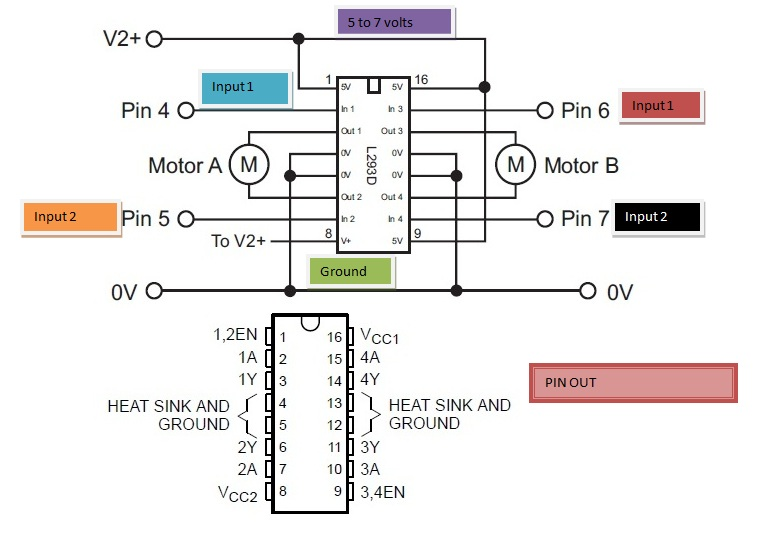 5 to 7 volts
V2+
1
16
5V
5V
Input1
Pin 4
In 1
In 3
Pin 6
Input1
Out 1
Out 3
Motor A
M
0V
0V
M
Motor B
L293D
0V
0V
Out 2
Out 4
Input 2
Pin 5
In 2
In 4
Pin 7
Input 2
To V2+
8
V+
5V
9
Ground
0V
0V
1,2EN
1
16
VCC1
1A
2
15
4A
1Y
3
14
4Y
HEAT SINK AND
GROUND
4
13
HEAT SINK AND
GROUND
5
12
2Y
6
11
3Y
2A
7
10
3A
VCC2
8
9
3,4EN
PIN OUT